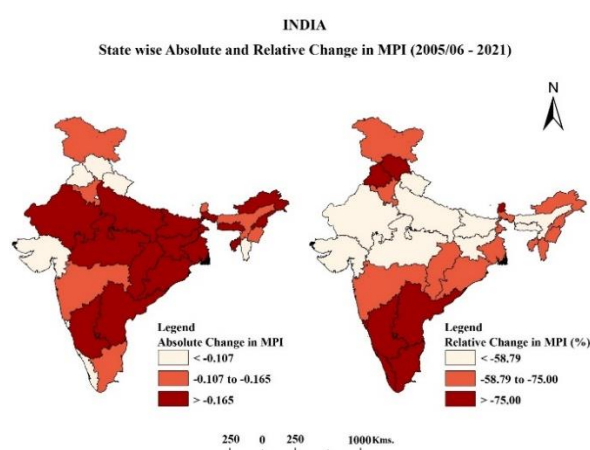 INDIA
State wise Absolute and Relative Change in MPI (2005/06 - 2021)
N
Legend
Absolute Change in MPI
< -0.107
-0.107 to -0.165
> -0.165
Legend
Relative Change in MPI (%)
< -58.79
-58.79 to -75.00
> -75.00
250 0 250 1000Kms.